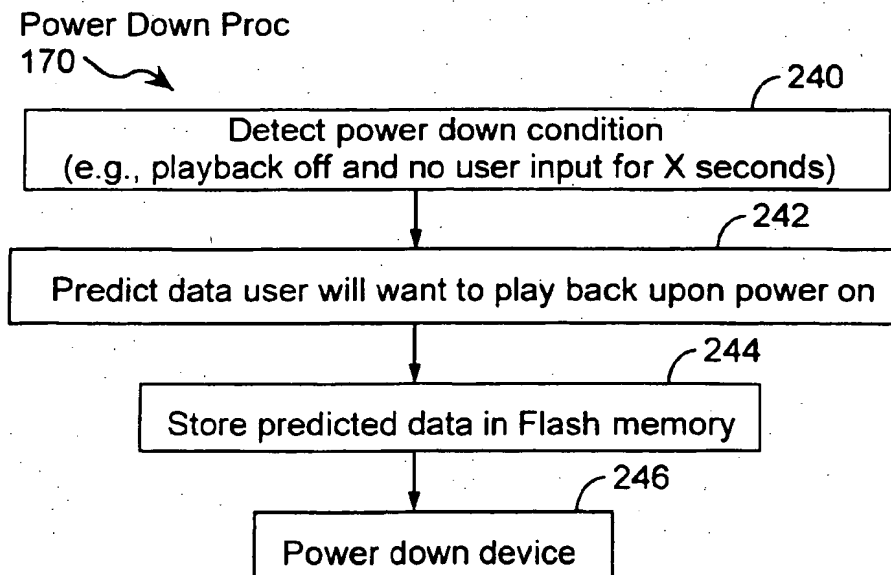 Power Down Proc
170
240
Detect power down condition
(e.g., playback off and no user input for X seconds)
242
Predict data user will want to play back upon power on
244
Store predicted data in Flash memory
246
Power down device